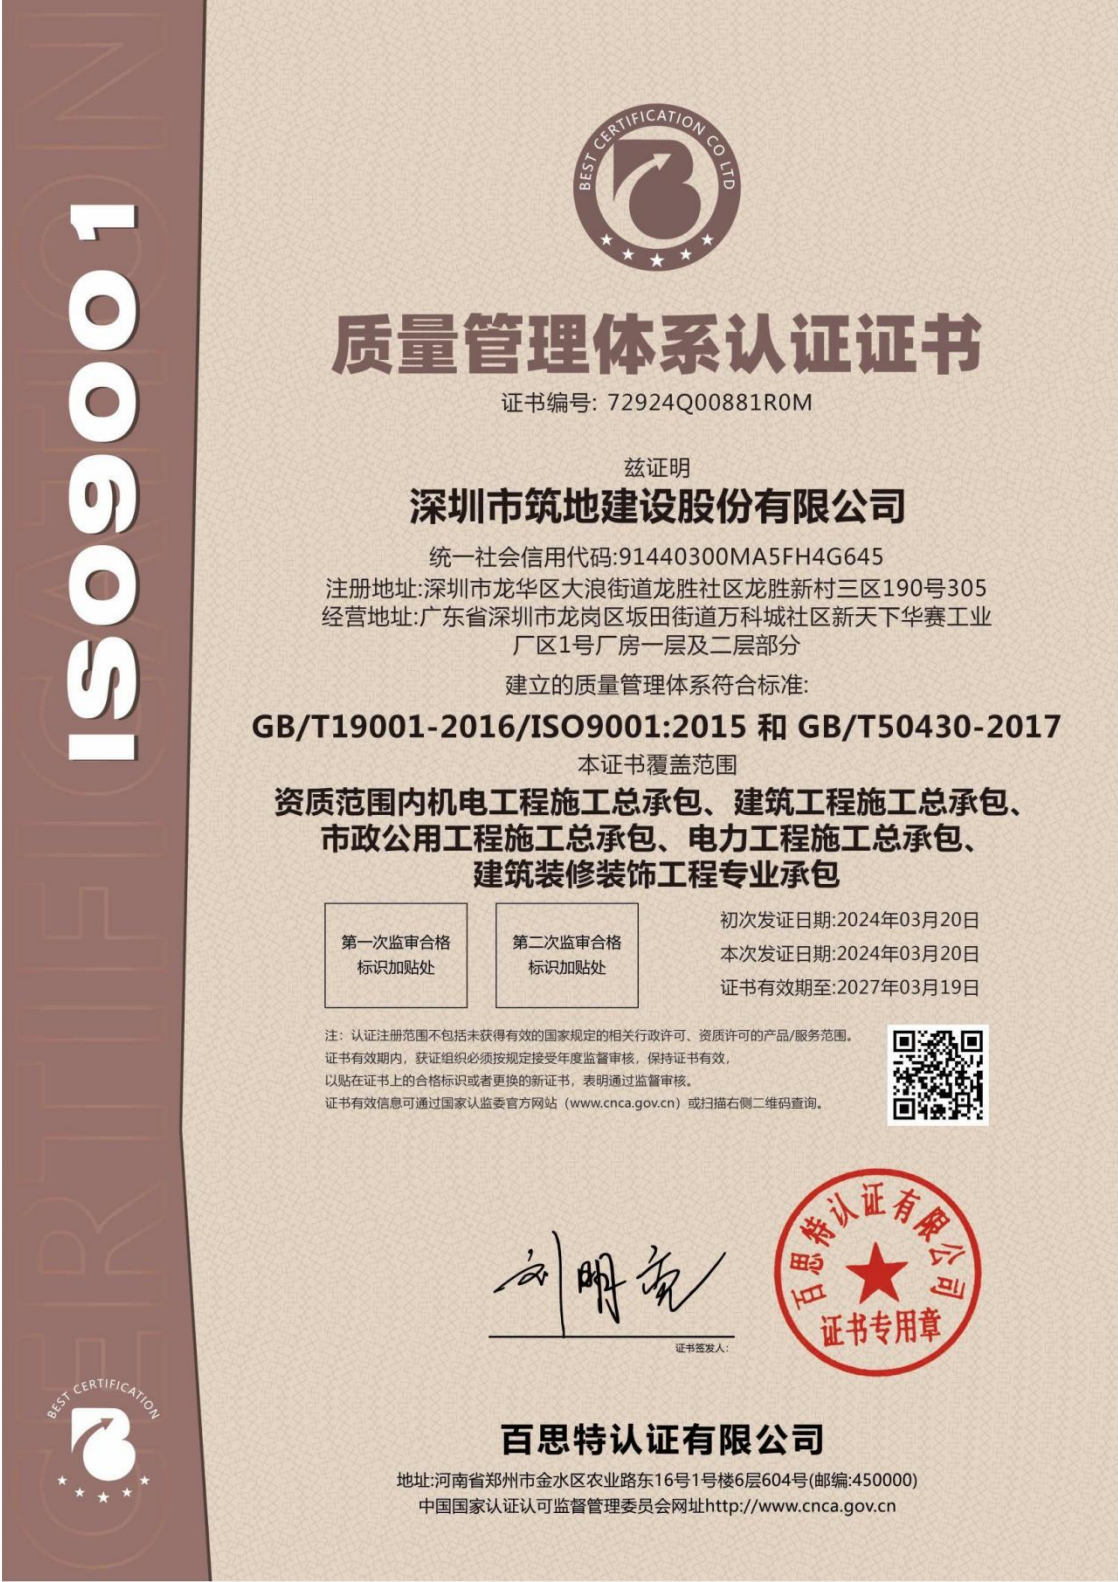 CERTIFICATION
ISO9001
BEST CERTIFICATION CO LTD
质量管理体系认证证书
证书编号: 72924Q00881R0M
兹证明
深圳市筑地建设股份有限公司
统一社会信用代码:91440300MA5FH4G645
注册地址:深圳市龙华区大浪街道龙胜社区龙胜新村三区190号305
经营地址:广东省深圳市龙岗区坂田街道万科城社区新天下华赛工业
厂区1号厂房一层及二层部分
建立的质量管理体系符合标准:
GB/T19001-2016/ISO9001:2015 和 GB/T50430-2017
本证书覆盖范围
资质范围内机电工程施工总承包、建筑工程施工总承包、
市政公用工程施工总承包、电力工程施工总承包、
建筑装修装饰工程专业承包
第一次监审合格
标识加贴处
第二次监审合格
标识加贴处
初次发证日期:2024年03月20日
本次发证日期:2024年03月20日
证书有效期至:2027年03月19日
注：认证注册范围不包括未获得有效的国家规定的相关行政许可、资质许可的产品/服务范围。
证书有效期内，获证组织必须按规定接受年度监督审核，保持证书有效，
以贴在证书上的合格标识或者更换的新证书，表明通过监督审核。
证书有效信息可通过国家认监委官方网站（www.cnca.gov.cn）或扫描右侧二维码查询。
刘明亮
证书签发人:
百思特认证有限公司
证书专用章
BEST CERTIFICATION
百思特认证有限公司
地址:河南省郑州市金水区农业路东16号1号楼6层604号(邮编:450000)
中国国家认证认可监督管理委员会网址http://www.cnca.gov.cn